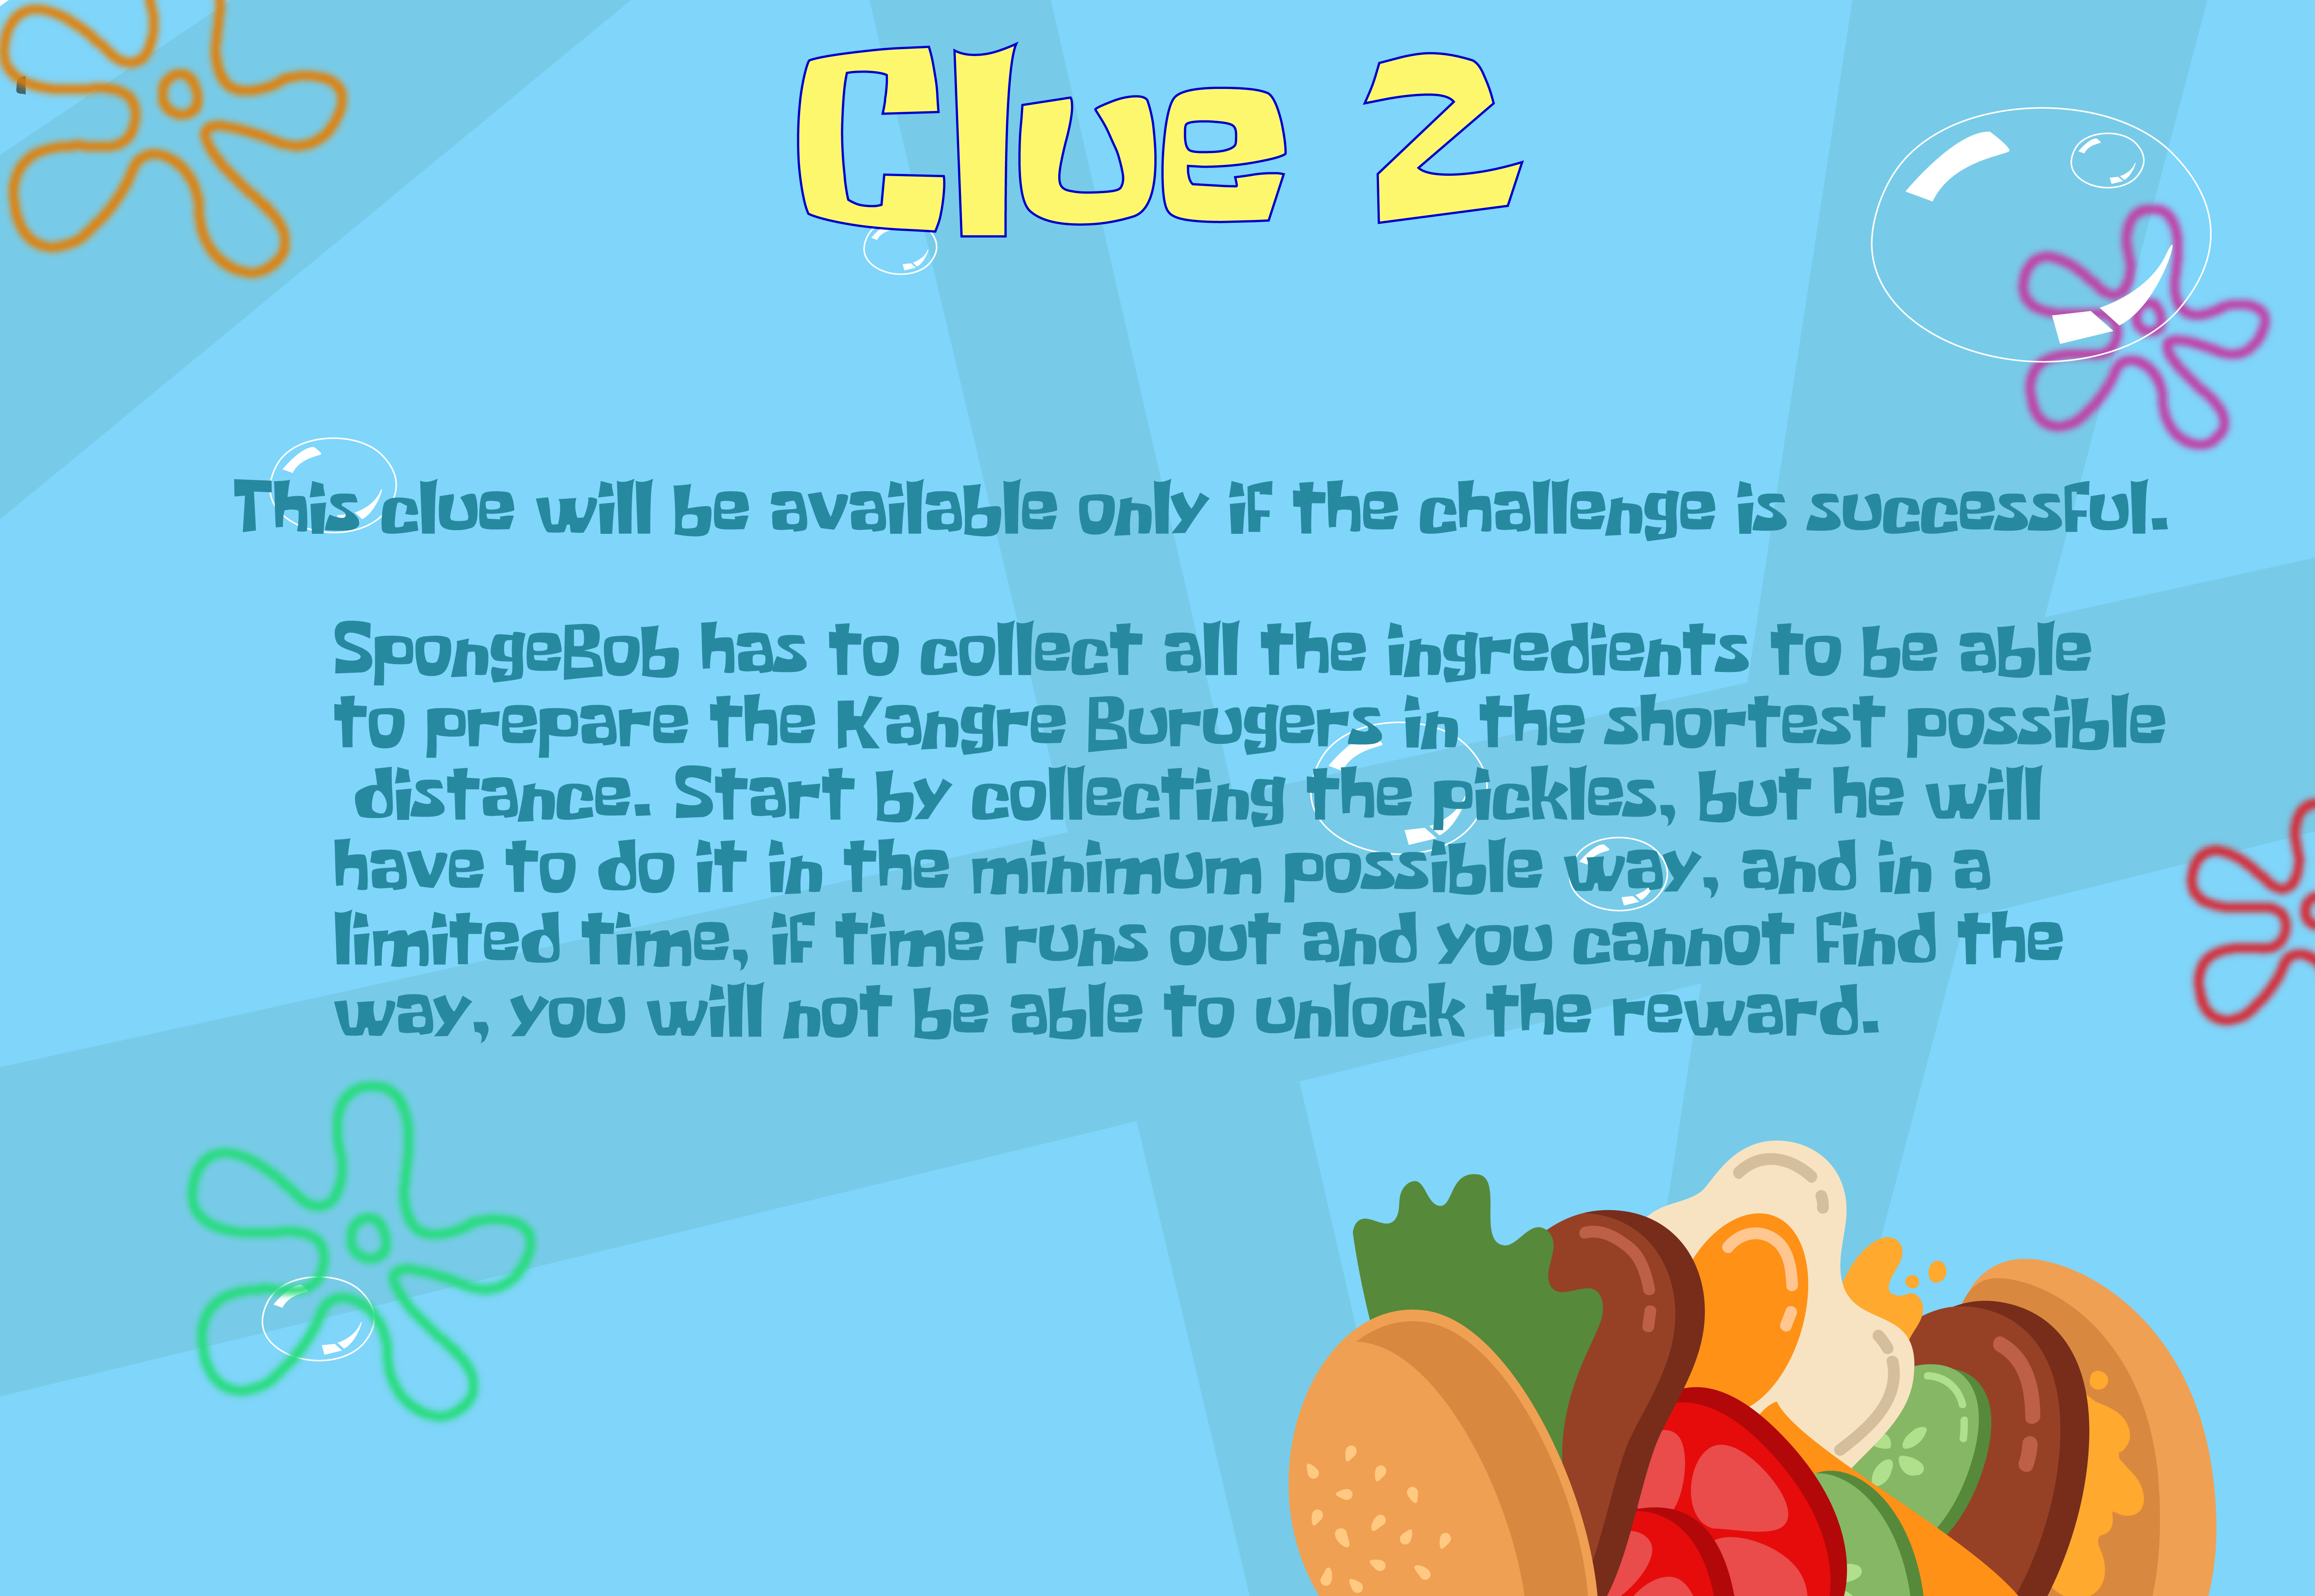 Clue 2
This clue will be available only if the challenge is successful.
SpongeBob has to collect all the ingredients to be able
to prepare the Kangre Burugers in the shortest possible
distance. Start by collecting the pickles, but he will
have to do it in the minimum possible way, and in a
limited time, if time runs out and you cannot find the
way, you will not be able to unlock the reward.